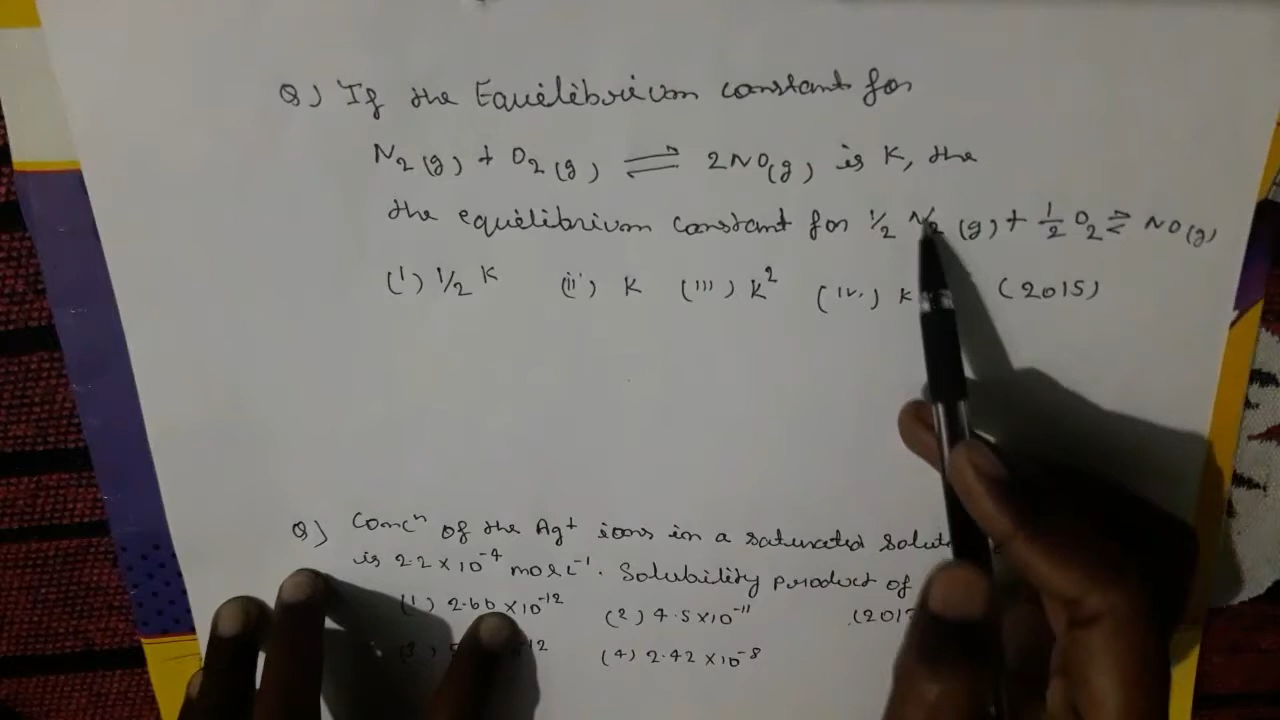 Q) If the Equilibrium constant for
N2 (g) + O2 (g) ⇌ 2NO(g) is K, the
the equilibrium constant for 1/2 N2 (g) + 1/2 O2 ⇌ NO(g)
(i) 1/2 K (ii) K (iii) K² (iv) K (2015)
Q) Concⁿ of the Ag⁺ ions in a saturated
is 2.2 × 10⁻⁴ mol L⁻¹. Solubility product of
(1) 2.66 × 10⁻¹² (2) 4.5 × 10⁻¹¹ (201
(4) 2.42 × 10⁻⁸